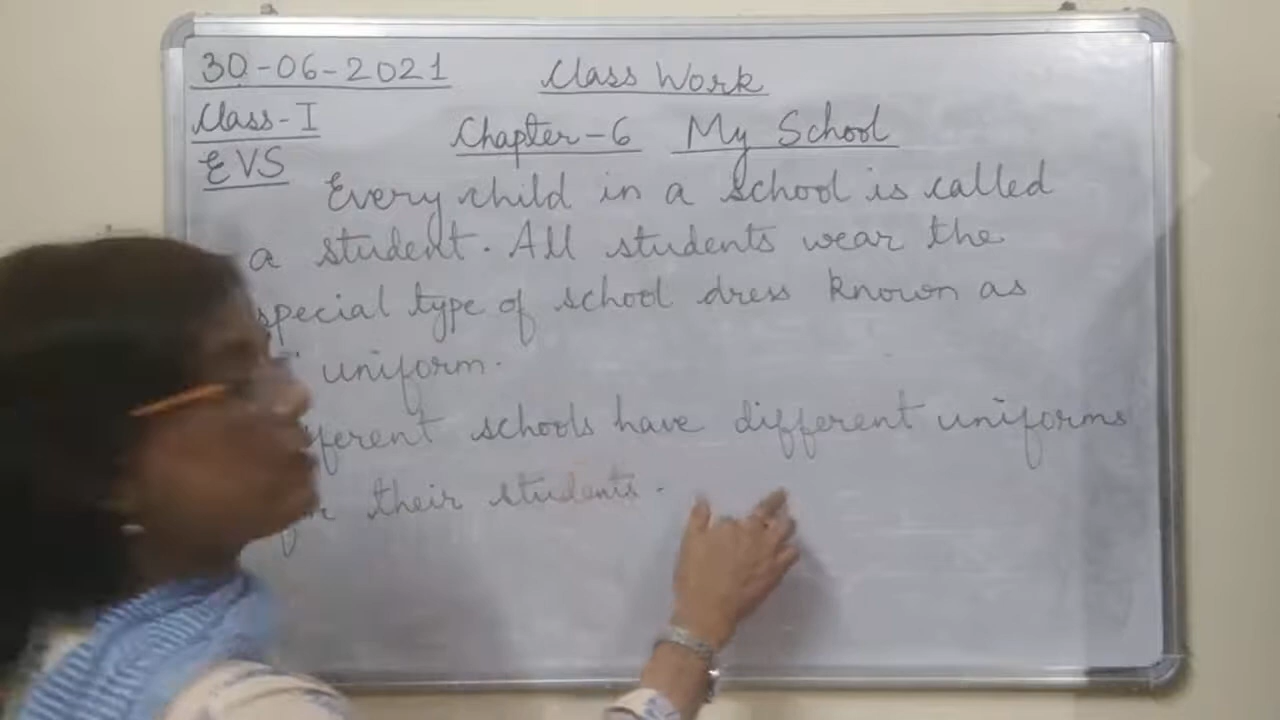 30-06-2021 Class Work
Class-I
Chapter-6 My School
EVS
Every child in a school is called
a student. All students wear the
special type of school dress known as
uniform.
schools have different uniforms
their students.